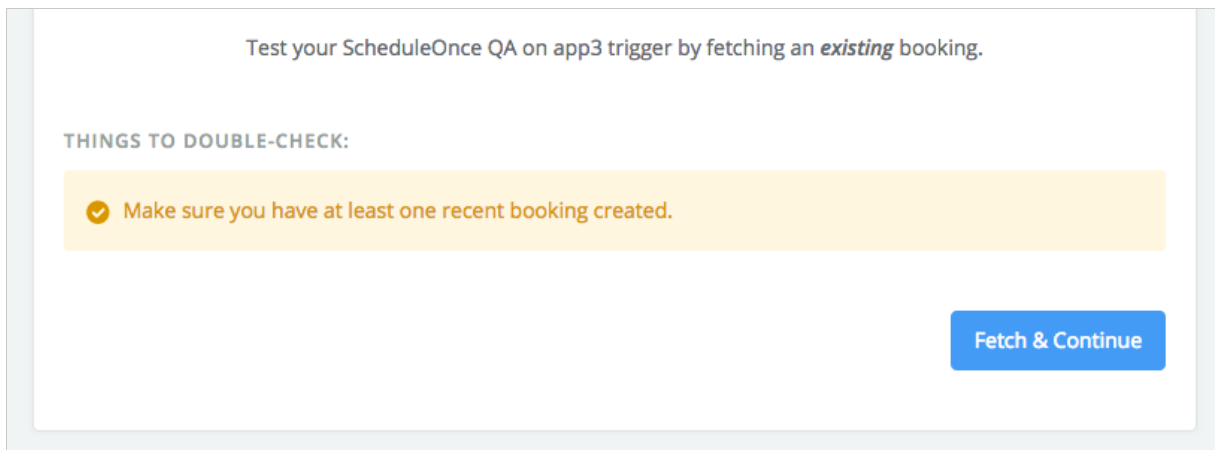 Test your ScheduleOnce QA on app3 trigger by fetching an existing booking.
THINGS TO DOUBLE-CHECK:
Make sure you have at least one recent booking created.
Fetch & Continue